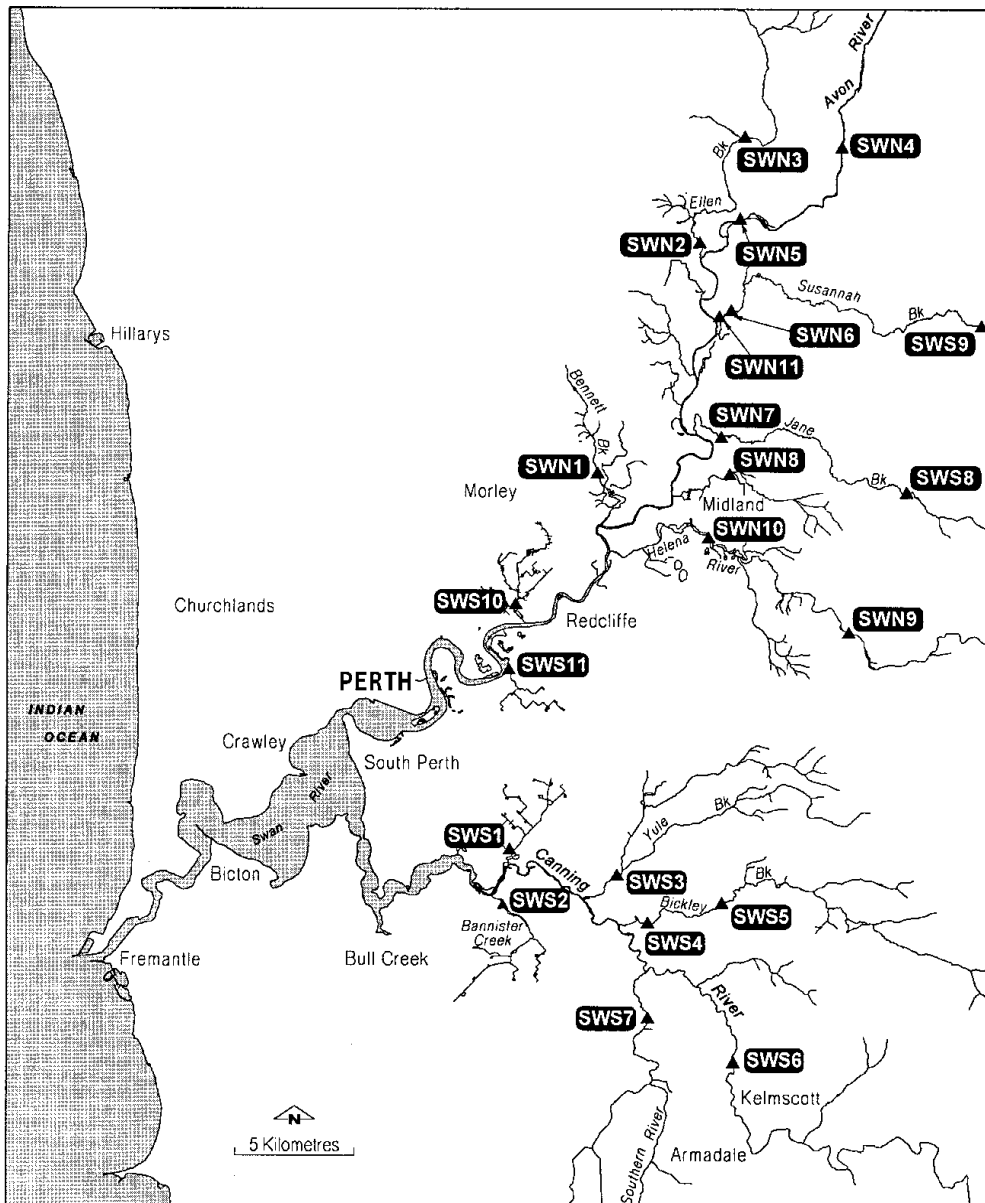 River
Avon
SWN3
SWN4
Bk
Ellen
SWN2
SWN5
Susannah
Bk
SWS9
SWN6
SWN11
Hillarys
Bennett
Bk
SWN7
Jane
SWN1
SWN8
Bk
SWS8
Morley
Midland
SWN10
Helena
River
SWN9
Churchlands
SWS10
Redcliffe
SWS11
PERTH
INDIAN
OCEAN
Crawley
South Perth
Swan
River
Bicton
Fremantle
Bull Creek
SWS1
Canning
Yule
Bk
SWS3
SWS2
Bannister
Creek
Bickley
Bk
SWS5
SWS4
River
SWS7
SWS6
Kelmscott
Southern
River
Armadale
N
5 Kilometres